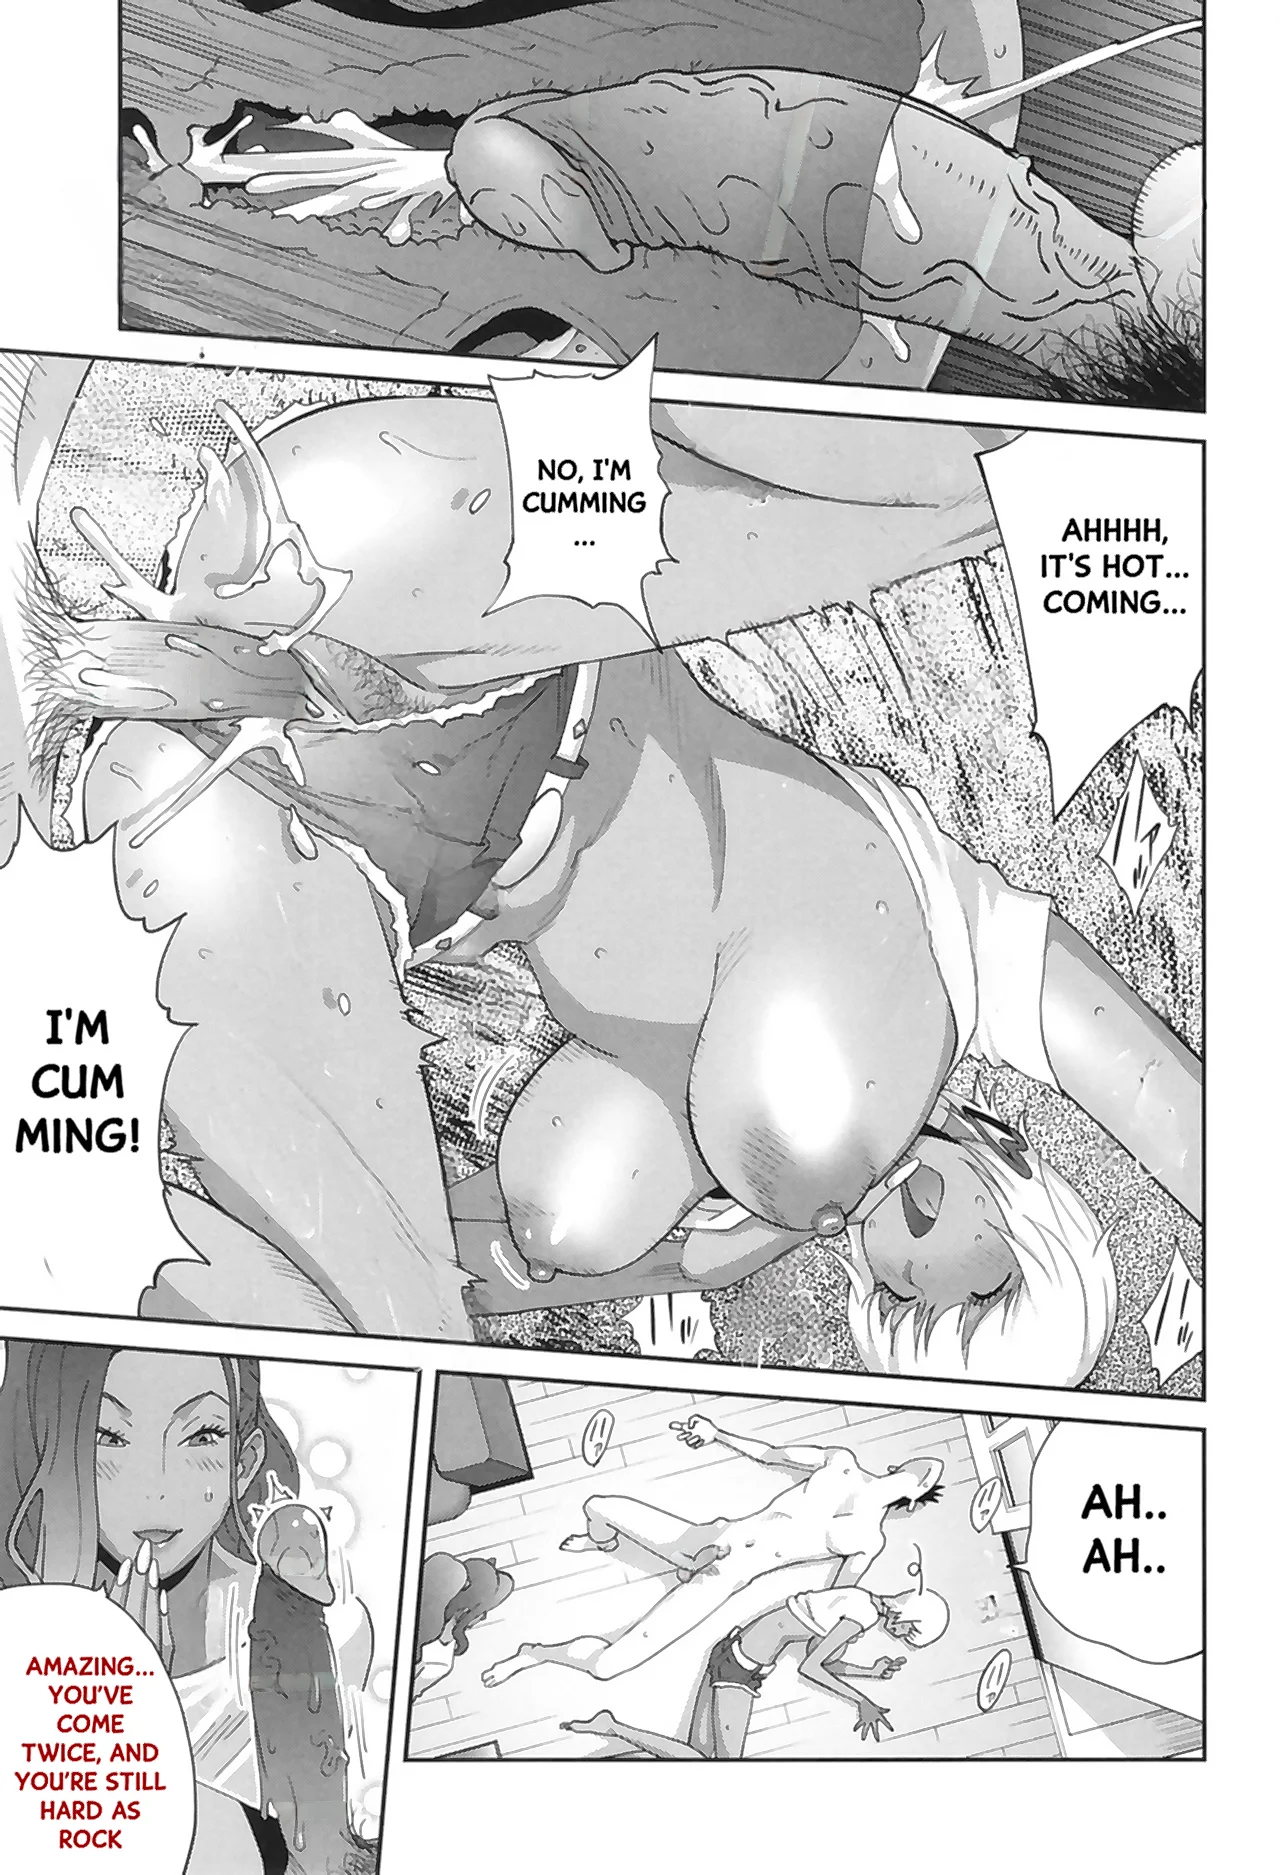 AHHHH,
IT'S HOT...
COMING...
NO, I'M
CUMMING
...
I'M
CUM
MING!
AH..
AH..
AMAZING...
YOU'VE
COME
TWICE, AND
YOU'RE STILL
HARD AS
ROCK